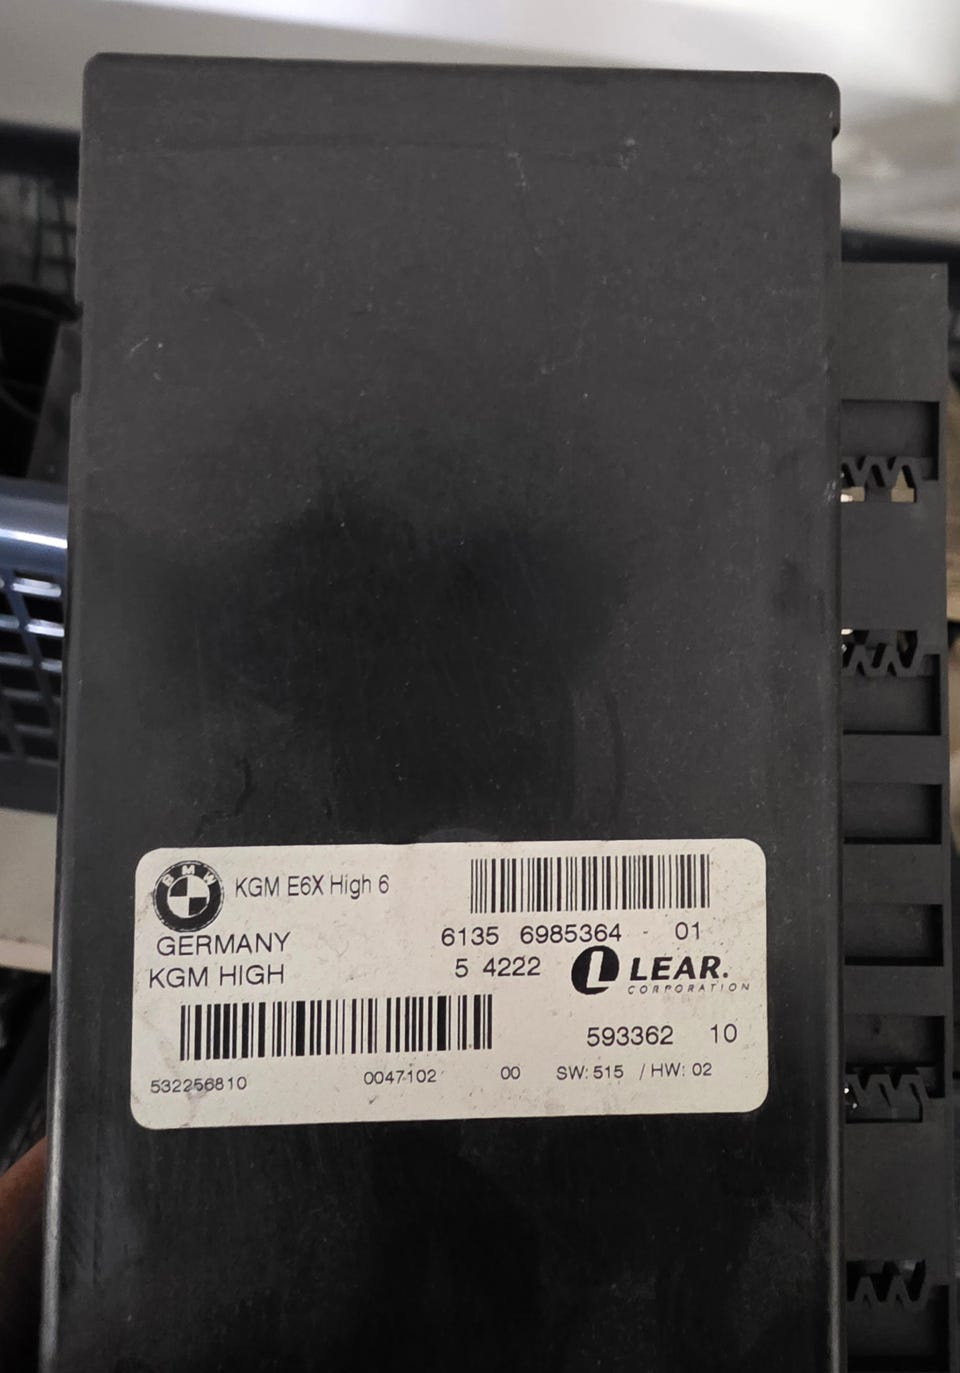 BMW
KGM E6X High 6
GERMANY
6135 6985364 - 01
KGM HIGH
5 4222
L LEAR.
CORPORATION
593362 10
532256810 0047102 00 SW: 515 / HW: 02